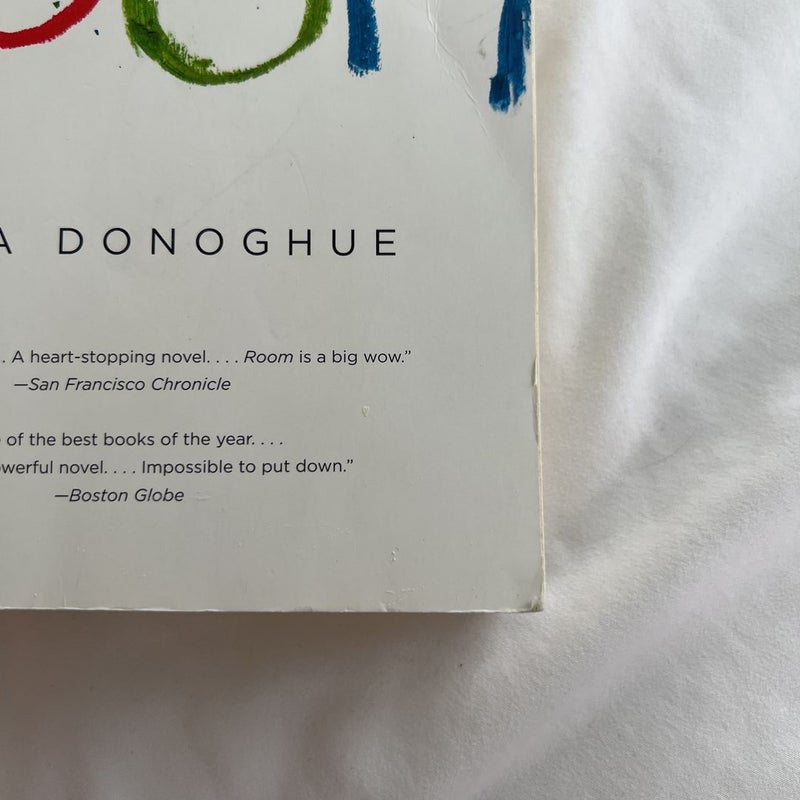 A DONOGHUE
. A heart-stopping novel. . . . Room is a big wow.”
—San Francisco Chronicle
of the best books of the year. . . .
werful novel. . . . Impossible to put down.”
—Boston Globe